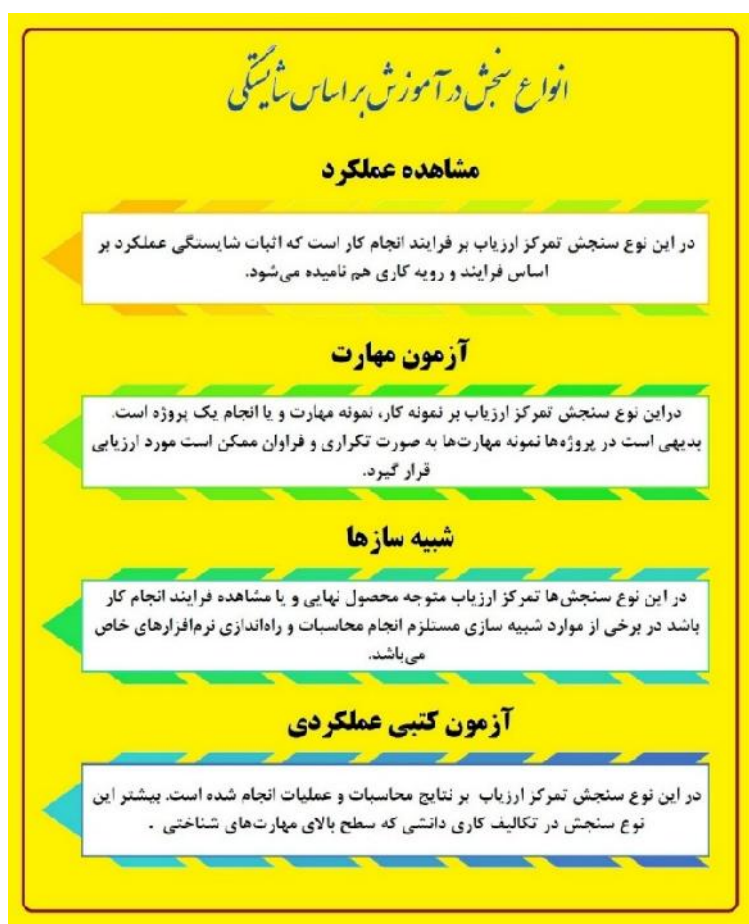 انواع سنجش در آموزش بر اساس شایستگی
مشاهده عملکرد
در این نوع سنجش تمرکز ارزیاب بر فرایند انجام کار است که اثبات شایستگی عملکرد بر
اساس فرایند و رویه کاری هم نامیده می‌شود.
آزمون مهارت
دراین نوع سنجش تمرکز ارزیاب بر نمونه کار، نمونه مهارت و یا انجام یک پروژه است.
بدیهی است در پروژه‌ها نمونه مهارت‌ها به صورت تکراری و فراوان ممکن است مورد ارزیابی
قرار گیرد.
شبیه سازها
در این نوع سنجش‌ها تمرکز ارزیاب متوجه محصول نهایی و یا مشاهده فرایند انجام کار
باشد در برخی از موارد شبیه سازی مستلزم انجام محاسبات و راه‌اندازی نرم‌افزارهای خاص
می‌باشد.
آزمون کتبی عملکردی
در این نوع سنجش تمرکز ارزیاب بر نتایج محاسبات و عملیات انجام شده است. بیشتر این
نوع سنجش در تکالیف کاری دانشی که سطح بالای مهارت‌های شناختی .